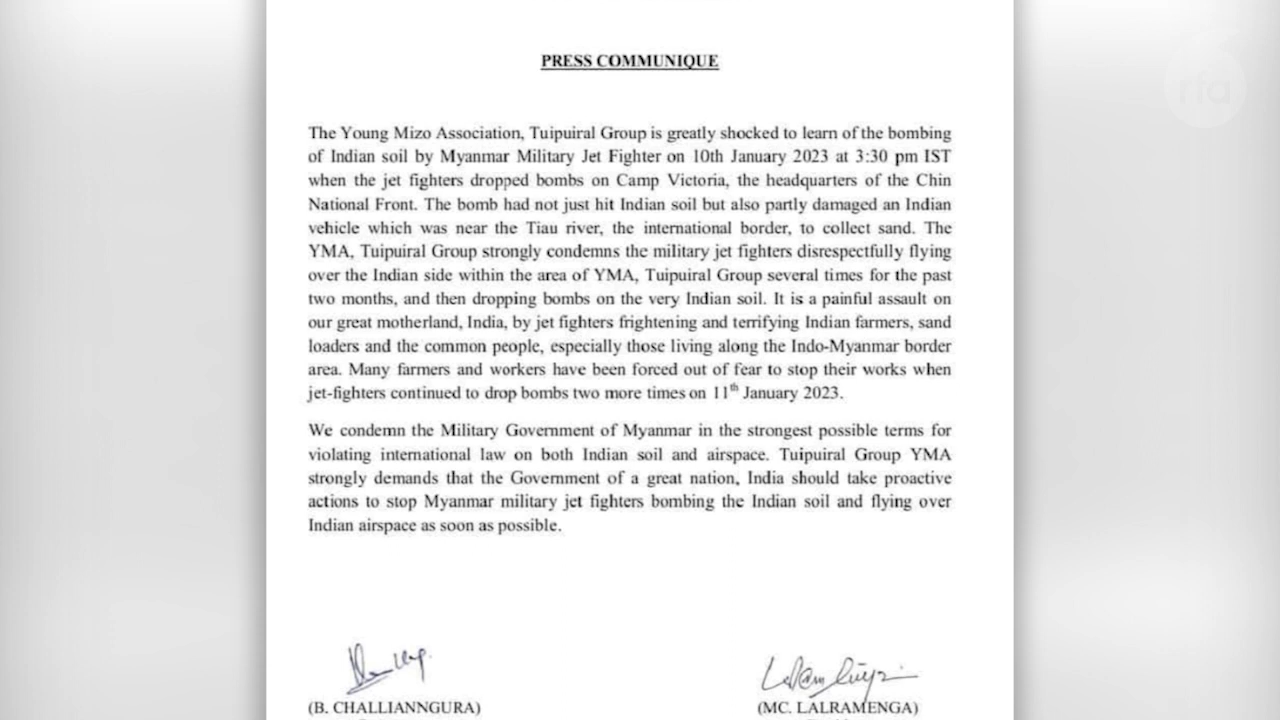 rfa
PRESS COMMUNIQUE
The Young Mizo Association, Tuipuiral Group is greatly shocked to learn of the bombing
of Indian soil by Myanmar Military Jet Fighter on 10th January 2023 at 3:30 pm IST
when the jet fighters dropped bombs on Camp Victoria, the headquarters of the Chin
National Front. The bomb had not just hit Indian soil but also partly damaged an Indian
vehicle which was near the Tiau river, the international border, to collect sand. The
YMA, Tuipuiral Group strongly condemns the military jet fighters disrespectfully flying
over the Indian side within the area of YMA, Tuipuiral Group several times for the past
two months, and then dropping bombs on the very Indian soil. It is a painful assault on
our great motherland, India, by jet fighters frightening and terrifying Indian farmers, sand
loaders and the common people, especially those living along the Indo-Myanmar border
area. Many farmers and workers have been forced out of fear to stop their works when
jet-fighters continued to drop bombs two more times on 11th January 2023.
We condemn the Military Government of Myanmar in the strongest possible terms for
violating international law on both Indian soil and airspace. Tuipuiral Group YMA
strongly demands that the Government of a great nation, India should take proactive
actions to stop Myanmar military jet fighters bombing the Indian soil and flying over
Indian airspace as soon as possible.
(B. CHALLIANNGURA) (MC. LALRAMENGA)